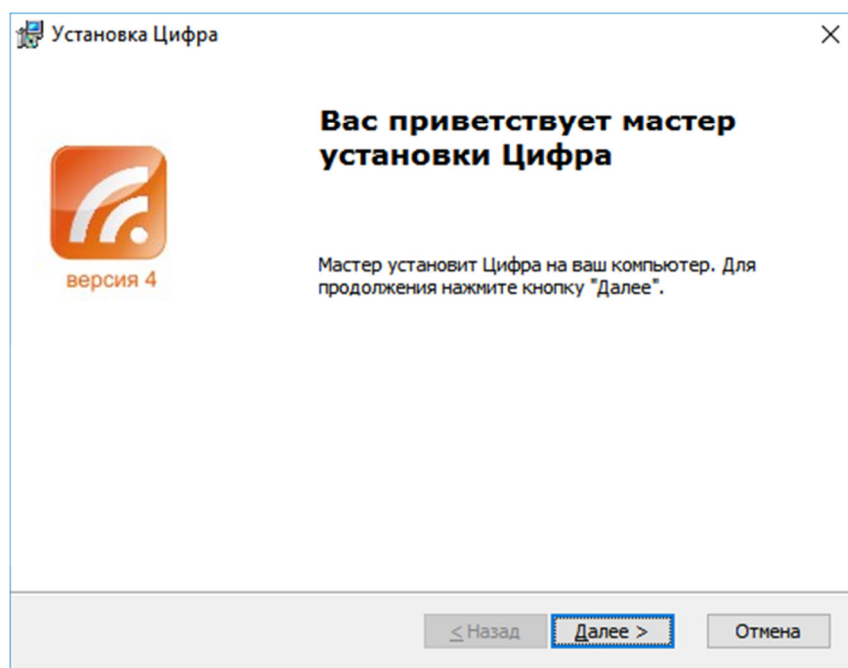 Установка Цифра
Вас приветствует мастер
установки Цифра
версия 4
Мастер установит Цифра на ваш компьютер. Для
продолжения нажмите кнопку "Далее".
< Назад
Далее >
Отмена